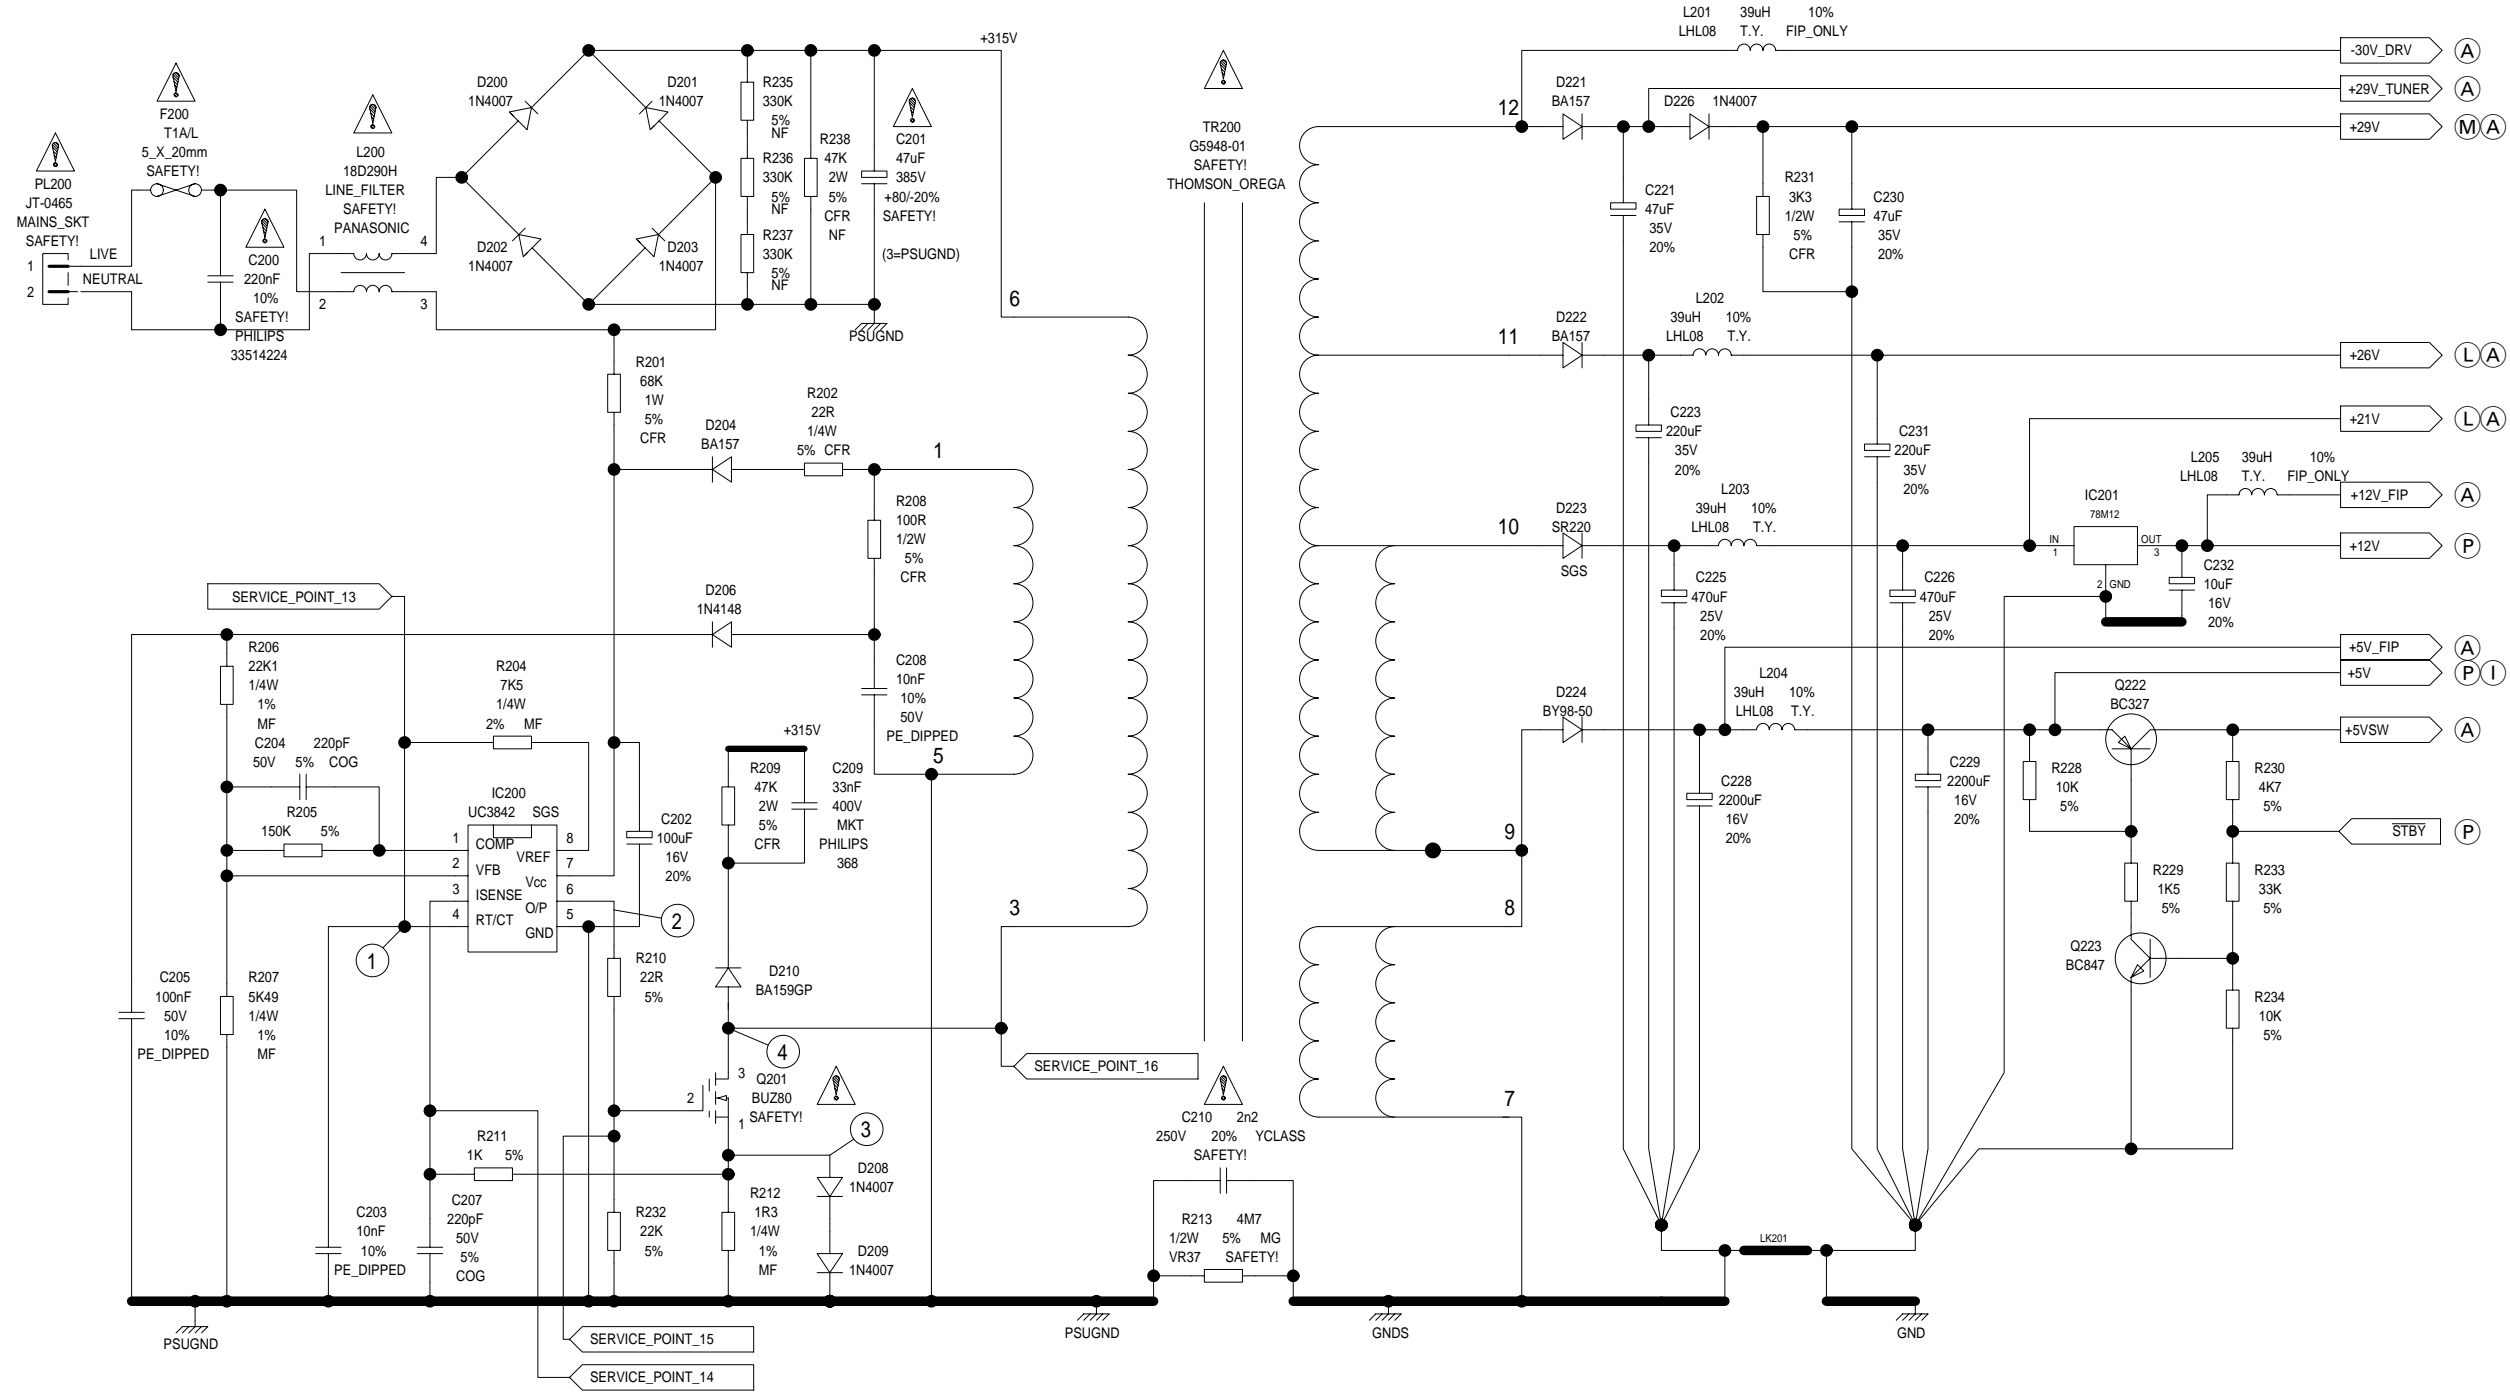 PL200
JT-0465
MAINS_SKT
SAFETY!
1
2
LIVE
NEUTRAL
F200
T1A/L
5_X_20mm
SAFETY!
C200
220nF
10%
SAFETY!
PHILIPS
33514224
L200
18D290H
LINE_FILTER
SAFETY!
PANASONIC
1 4
2 3
D200
1N4007
D201
1N4007
D202
1N4007
D203
1N4007
R235
330K
5%
NF
R236
330K
5%
NF
R237
330K
5%
NF
R238
47K
2W
5%
CFR
NF
C201
47uF
385V
+80/-20%
SAFETY!
(3=PSUGND)
PSUGND
+315V
6
R201
68K
1W
5%
CFR
D204
BA157
R202
22R
1/4W
5% CFR
1
R208
100R
1/2W
5%
CFR
D206
1N4148
C208
10nF
10%
50V
PE_DIPPED
5
3
SERVICE_POINT_13
R206
22K1
1/4W
1%
MF
R204
7K5
1/4W
2% MF
C204 220pF
50V 5% COG
R205
150K 5%
IC200
UC3842 SGS
1 COMP
2 VFB
3 ISENSE
4 RT/CT
8 VREF
7 Vcc
6 O/P
5 GND
C202
100uF
16V
20%
1
2
+315V
R209
47K
2W
5%
CFR
C209
33nF
400V
MKT
PHILIPS
368
R210
22R
5%
D210
BA159GP
4
SERVICE_POINT_16
C205
100nF
50V
10%
PE_DIPPED
R207
5K49
1/4W
1%
MF
3
2
1
Q201
BUZ80
SAFETY!
3
R211
1K 5%
D208
1N4007
D209
1N4007
C203
10nF
10%
PE_DIPPED
C207
220pF
50V
5%
COG
R232
22K
5%
R212
1R3
1/4W
1%
MF
PSUGND
SERVICE_POINT_15
SERVICE_POINT_14
PSUGND
TR200
G5948-01
SAFETY!
THOMSON_OREGA
C210 2n2
250V 20% YCLASS
SAFETY!
R213 4M7
1/2W 5% MG
VR37 SAFETY!
GNDS
GND
LK201
12
11
10
9
8
7
L201 39uH 10%
LHL08 T.Y. FIP_ONLY
-30V_DRV A
+29V_TUNER A
+29V M A
D221
BA157
D226 1N4007
C221
47uF
35V
20%
R231
3K3
1/2W
5%
CFR
C230
47uF
35V
20%
D222
BA157
L202
39uH 10%
LHL08 T.Y.
+26V L A
C223
220uF
35V
20%
C231
220uF
35V
20%
+21V L A
L205 39uH 10%
LHL08 T.Y. FIP_ONLY
+12V_FIP A
D223
SR220
SGS
L203
39uH 10%
LHL08 T.Y.
IC201
78M12
IN
1
OUT
3
2 GND
+12V P
C225
470uF
25V
20%
C226
470uF
25V
20%
C232
10uF
16V
20%
+5V_FIP A
+5V P I
D224
BY98-50
L204
39uH 10%
LHL08 T.Y.
Q222
BC327
+5VSW A
C228
2200uF
16V
20%
C229
2200uF
16V
20%
R228
10K
5%
R230
4K7
5%
STBY P
R229
1K5
5%
R233
33K
5%
Q223
BC847
R234
10K
5%